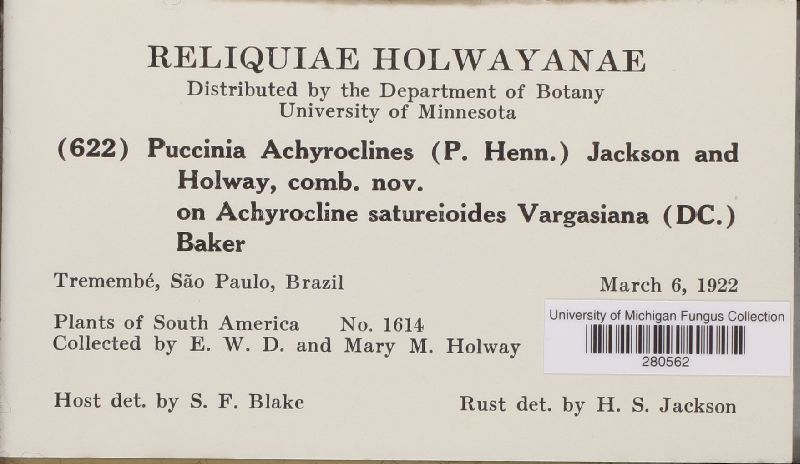 RELIQUIAE HOLWAYANAE
Distributed by the Department of Botany
University of Minnesota
(622) Puccinia Achyroclines (P. Henn.) Jackson and
Holway, comb. nov.
on Achyrocline satureioides Vargasiana (DC.)
Baker
Tremembé, São Paulo, Brazil March 6, 1922
Plants of South America No. 1614
Collected by E. W. D. and Mary M. Holway
University of Michigan Fungus Collection
280562
Host det. by S. F. Blake Rust det. by H. S. Jackson